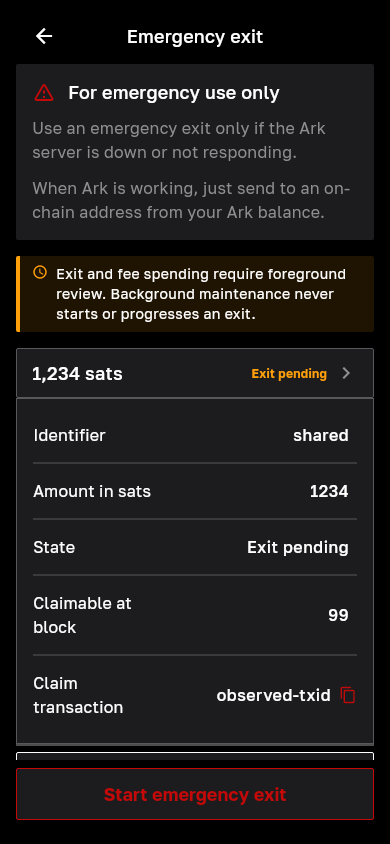 Emergency exit
For emergency use only
Use an emergency exit only if the Ark
server is down or not responding.
When Ark is working, just send to an on-
chain address from your Ark balance.
Exit and fee spending require foreground
review. Background maintenance never
starts or progresses an exit.
1,234 sats
Exit pending
Identifier
shared
Amount in sats
1234
State
Exit pending
Claimable at
block
99
Claim
transaction
observed-txid
Start emergency exit